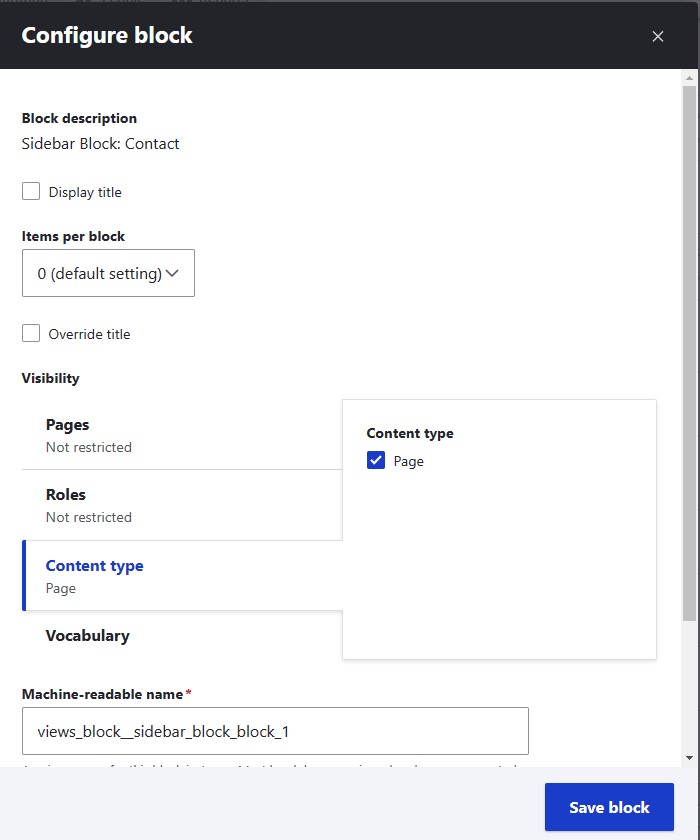 Configure block
Block description
Sidebar Block: Contact
Display title
Items per block
0 (default setting)
Override title
Visibility
Pages
Not restricted
Roles
Not restricted
Content type
Page
Vocabulary
Content type
Page
Machine-readable name*
views_block__sidebar_block_block_1
Save block